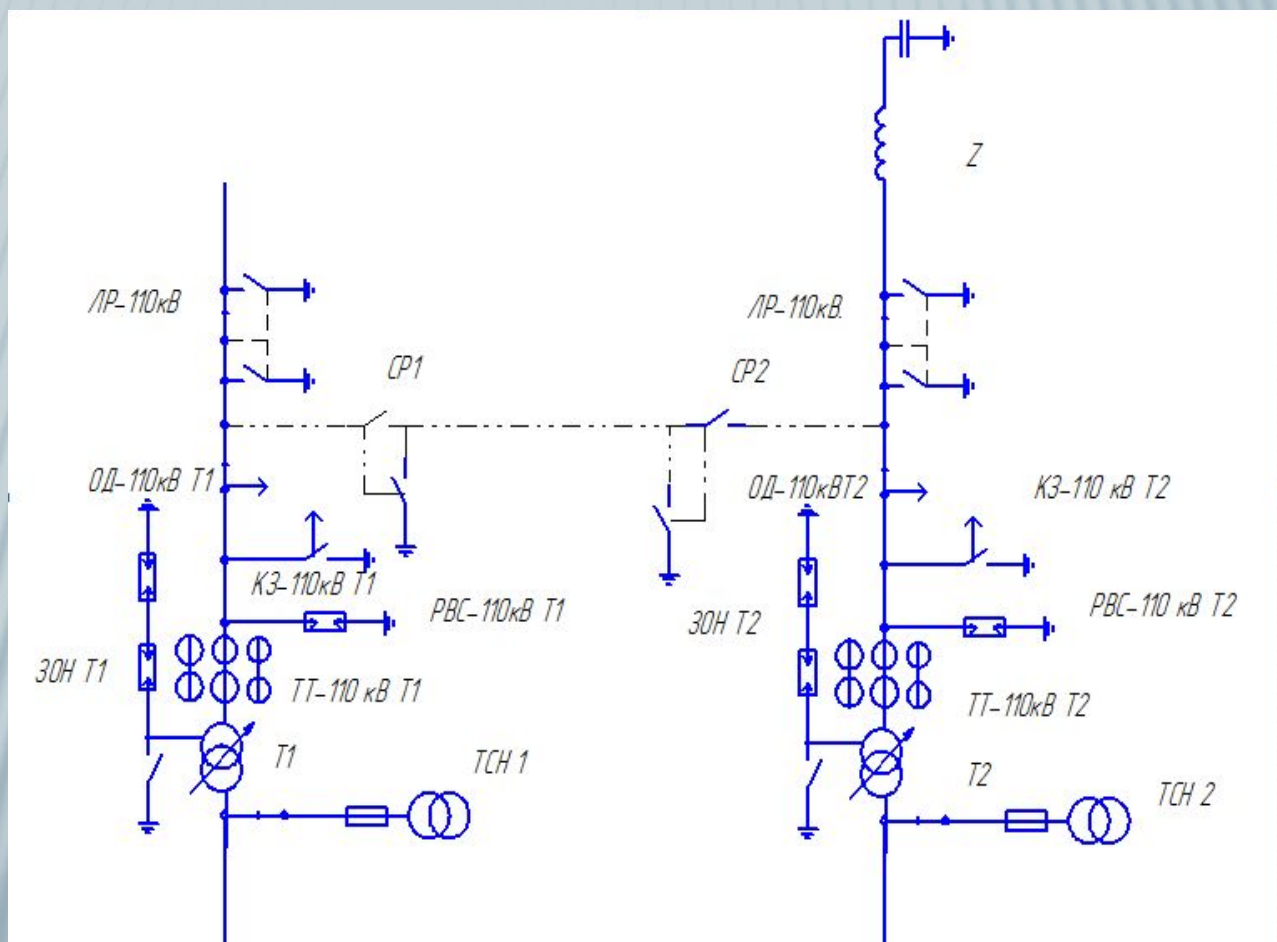 Z
ЛР-110кВ
ЛР-110кВ.
СР1
СР2
ОД-110кВ Т1
ОД-110кВТ2
КЗ-110 кВ Т2
КЗ-110кВ Т1
РВС-110кВ Т1
ЗОН Т2
РВС-110 кВ Т2
ЗОН Т1
ТТ-110 кВ Т1
ТТ-110кВ Т2
Т1
ТСН 1
Т2
ТСН 2